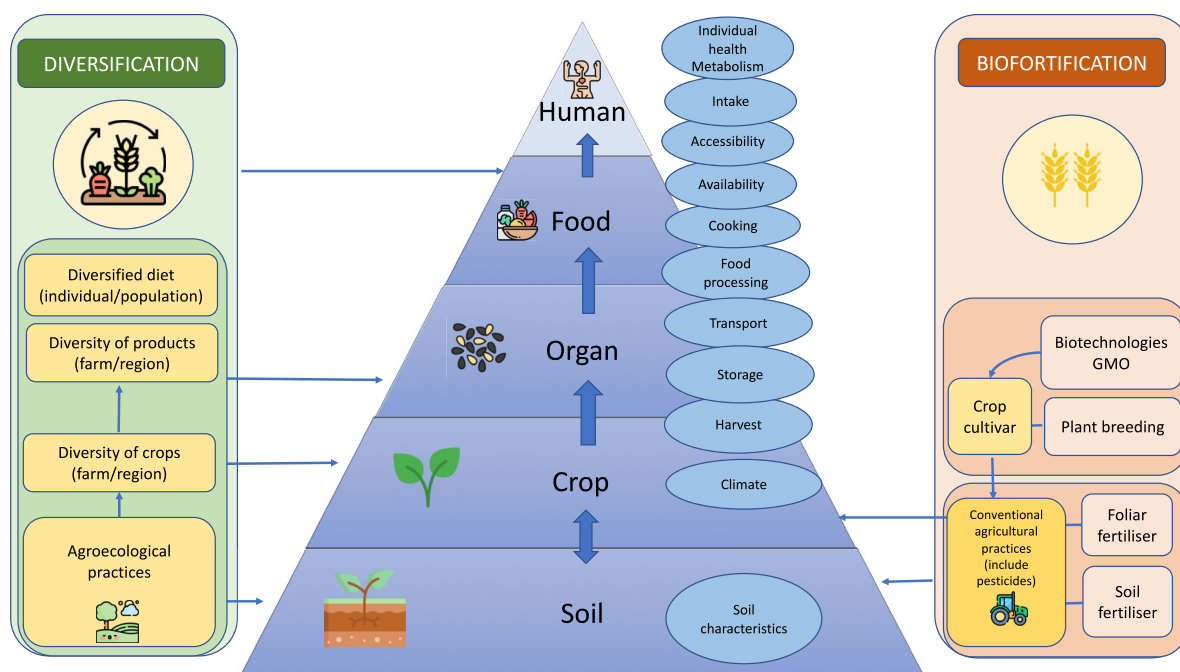 DIVERSIFICATION
Diversified diet
(individual/population)
Diversity of products
(farm/region)
Diversity of crops
(farm/region)
Agroecological
practices
Human
Food
Organ
Crop
Soil
Individual
health
Metabolism
Intake
Accessibility
Availability
Cooking
Food
processing
Transport
Storage
Harvest
Climate
Soil
characteristics
BIOFORTIFICATION
Biotechnologies
GMO
Crop
cultivar
Plant breeding
Conventional
agricultural
practices
(include
pesticides)
Foliar
fertiliser
Soil
fertiliser